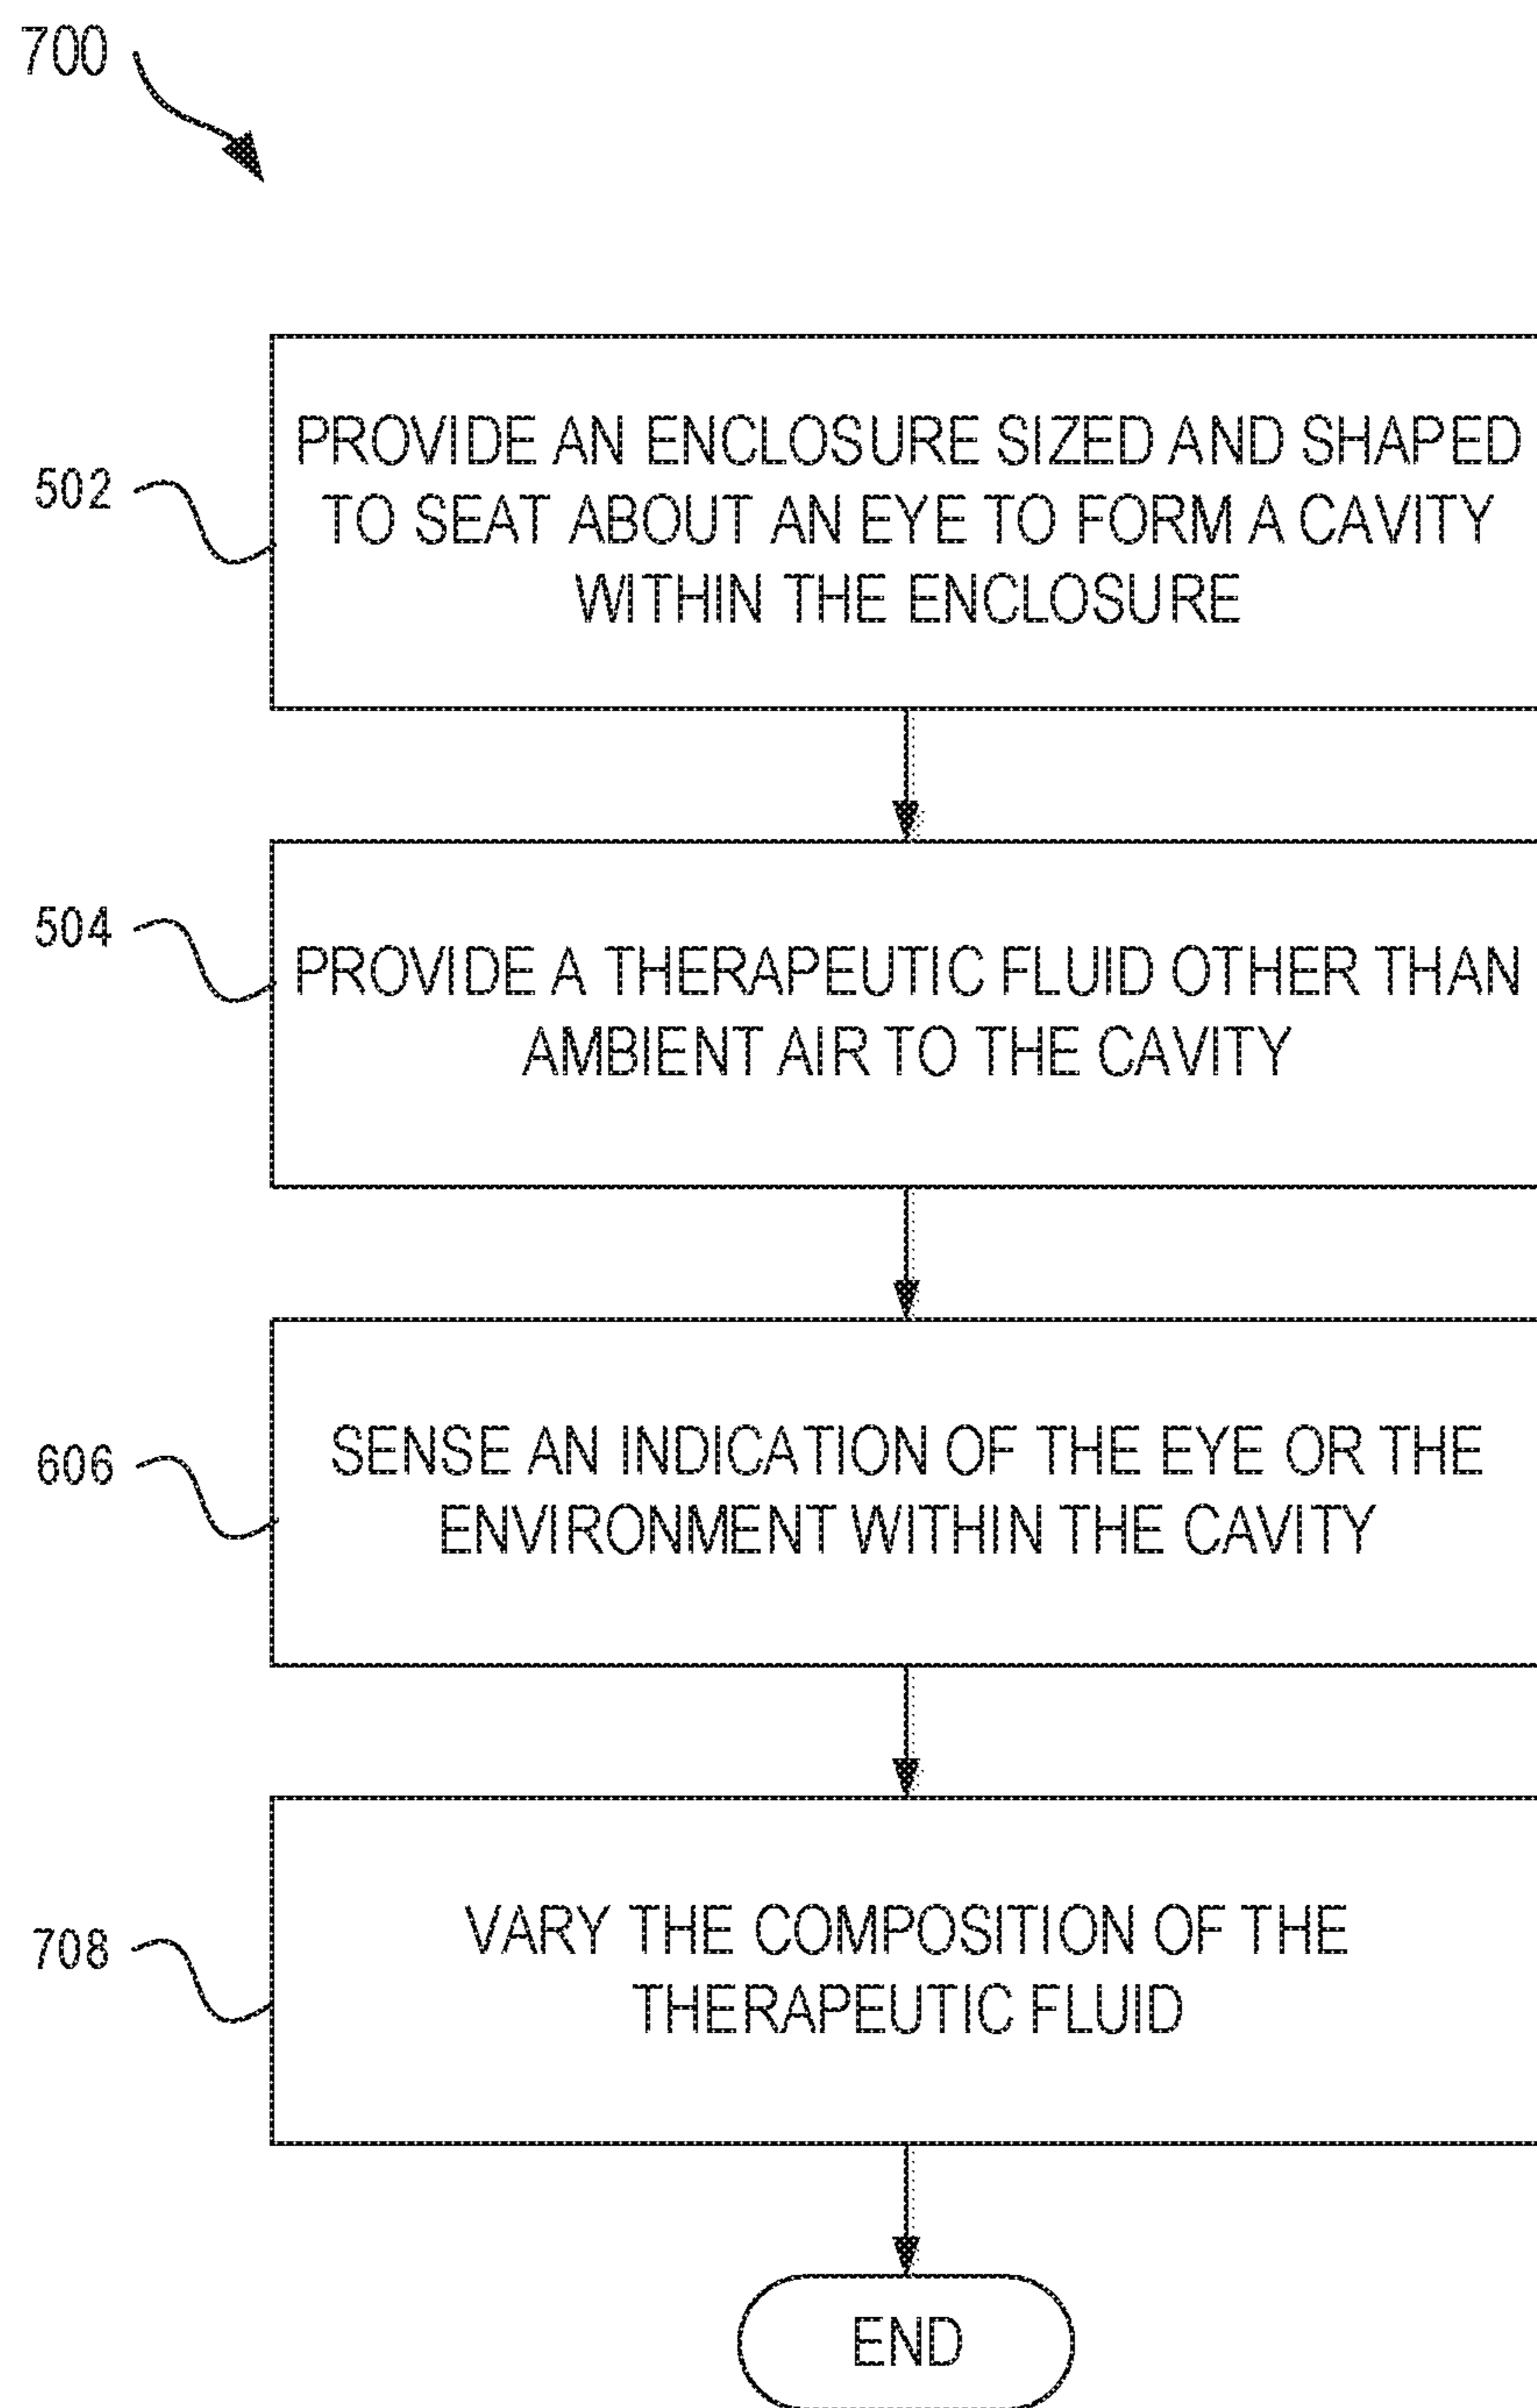 700
502
PROVIDE AN ENCLOSURE SIZED AND SHAPED
TO SEAT ABOUT AN EYE TO FORM A CAVITY
WITHIN THE ENCLOSURE
504
PROVIDE A THERAPEUTIC FLUID OTHER THAN
AMBIENT AIR TO THE CAVITY
606
SENSE AN INDICATION OF THE EYE OR THE
ENVIRONMENT WITHIN THE CAVITY
708
VARY THE COMPOSITION OF THE
THERAPEUTIC FLUID
END